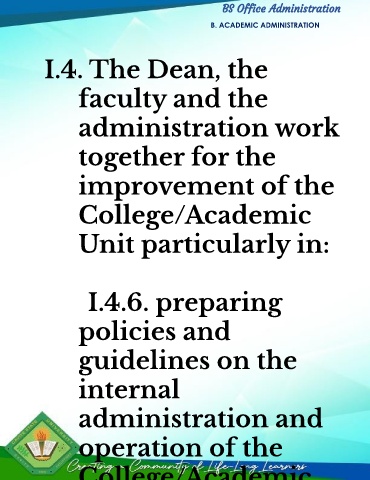 BS Office Administration
B. ACADEMIC ADMINISTRATION
I.4. The Dean, the
faculty and the
administration work
together for the
improvement of the
College/Academic
Unit particularly in:
I.4.6. preparing
policies and
guidelines on the
internal
administration and
operation of the
Creating a Community of Life-Long Learners
College/Academic